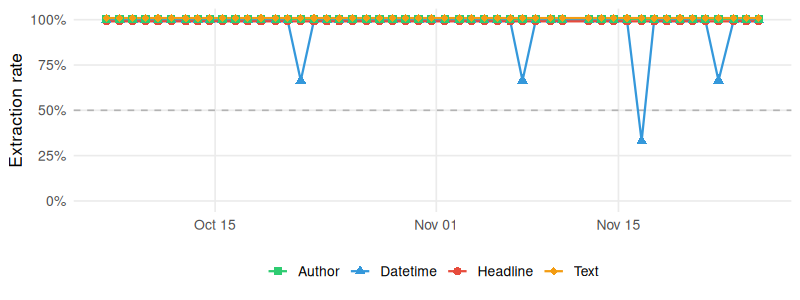 Extraction rate
100%
75%
50%
25%
0%
Oct 15 Nov 01 Nov 15
Author Datetime Headline Text